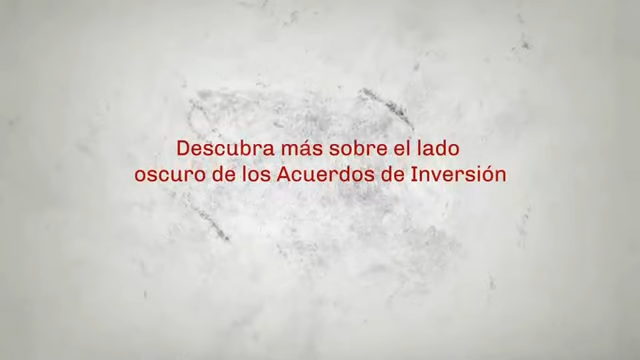 Descubra más sobre el lado
oscuro de los Acuerdos de Inversión